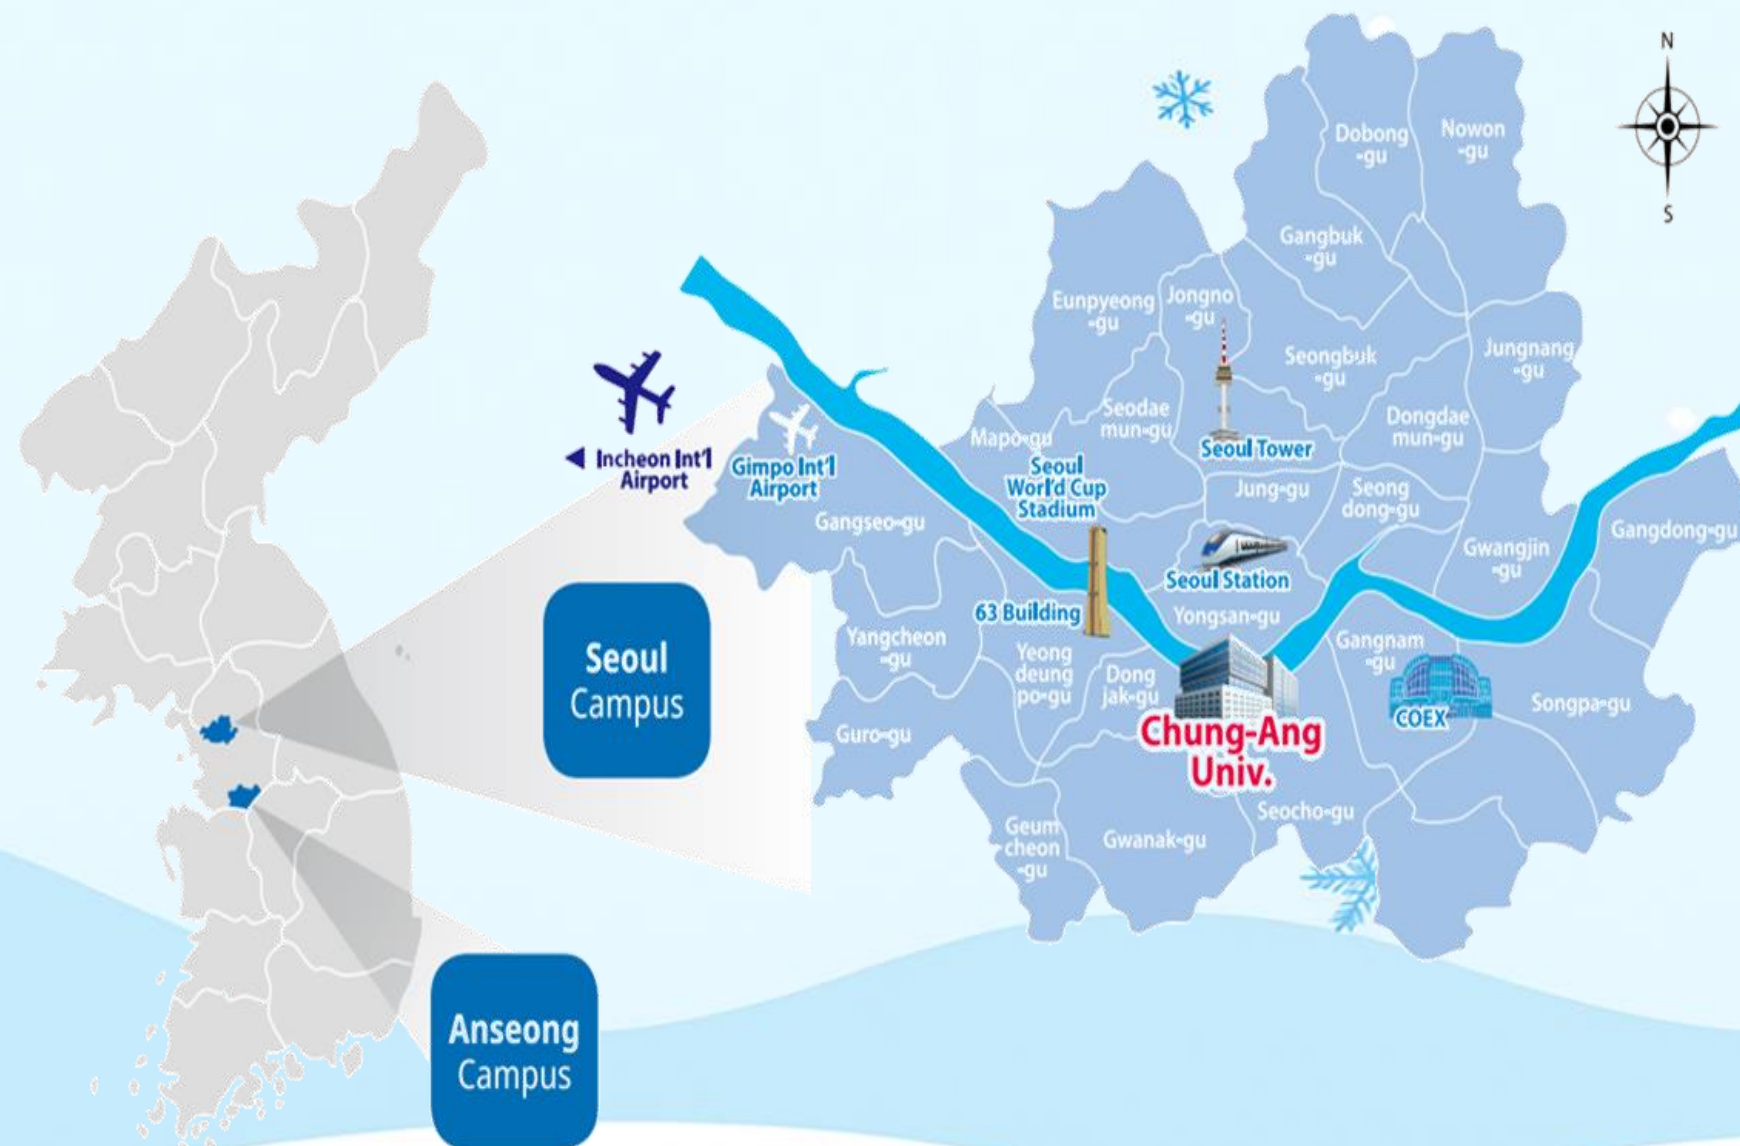 N
S
Dobong
-gu
Nowon
-gu
Gangbuk
-gu
Eunpyeong
-gu
Jongno
-gu
Seongbuk
-gu
Jungnang
-gu
Seodae
mun-gu
Dongdae
mun-gu
Mapo-gu
Seoul Tower
Incheon Int'l
Airport
Gimpo Int'l
Airport
Seoul
World Cup
Stadium
Jung-gu
Seong
dong-gu
Gangseo-gu
Gwangjin
-gu
Gangdong-gu
Seoul Station
63 Building
Yongsan-gu
Yangcheon
-gu
Yeong
deung
po-gu
Dong
jak-gu
Gangnam
-gu
COEX
Songpa-gu
Guro-gu
Chung-Ang
Univ.
Seocho-gu
Geum
cheon
-gu
Gwanak-gu
Seoul
Campus
Anseong
Campus